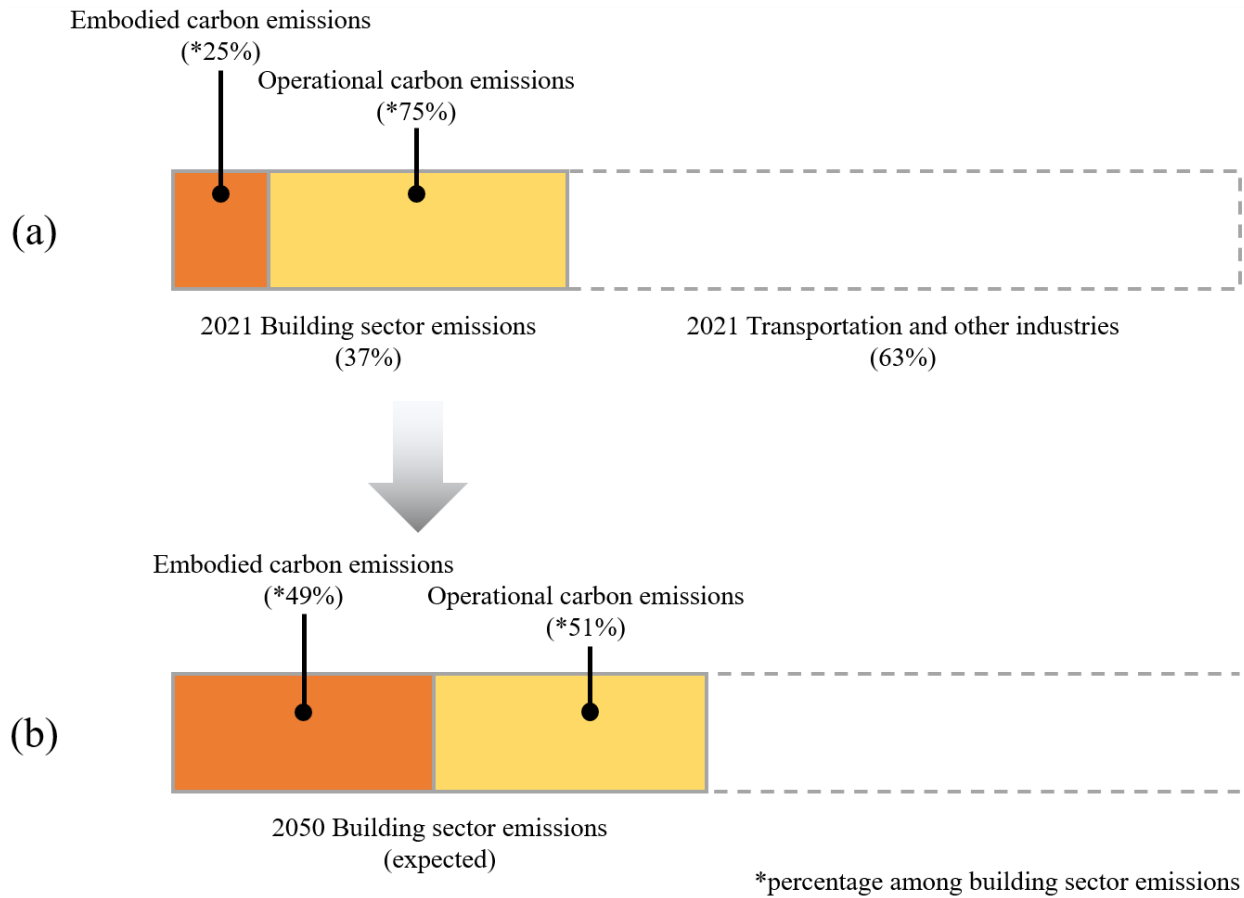 Embodied carbon emissions
(*25%)
Operational carbon emissions
(*75%)
(a)
2021 Building sector emissions
(37%)
2021 Transportation and other industries
(63%)
Embodied carbon emissions
(*49%)
Operational carbon emissions
(*51%)
(b)
2050 Building sector emissions
(expected)
*percentage among building sector emissions